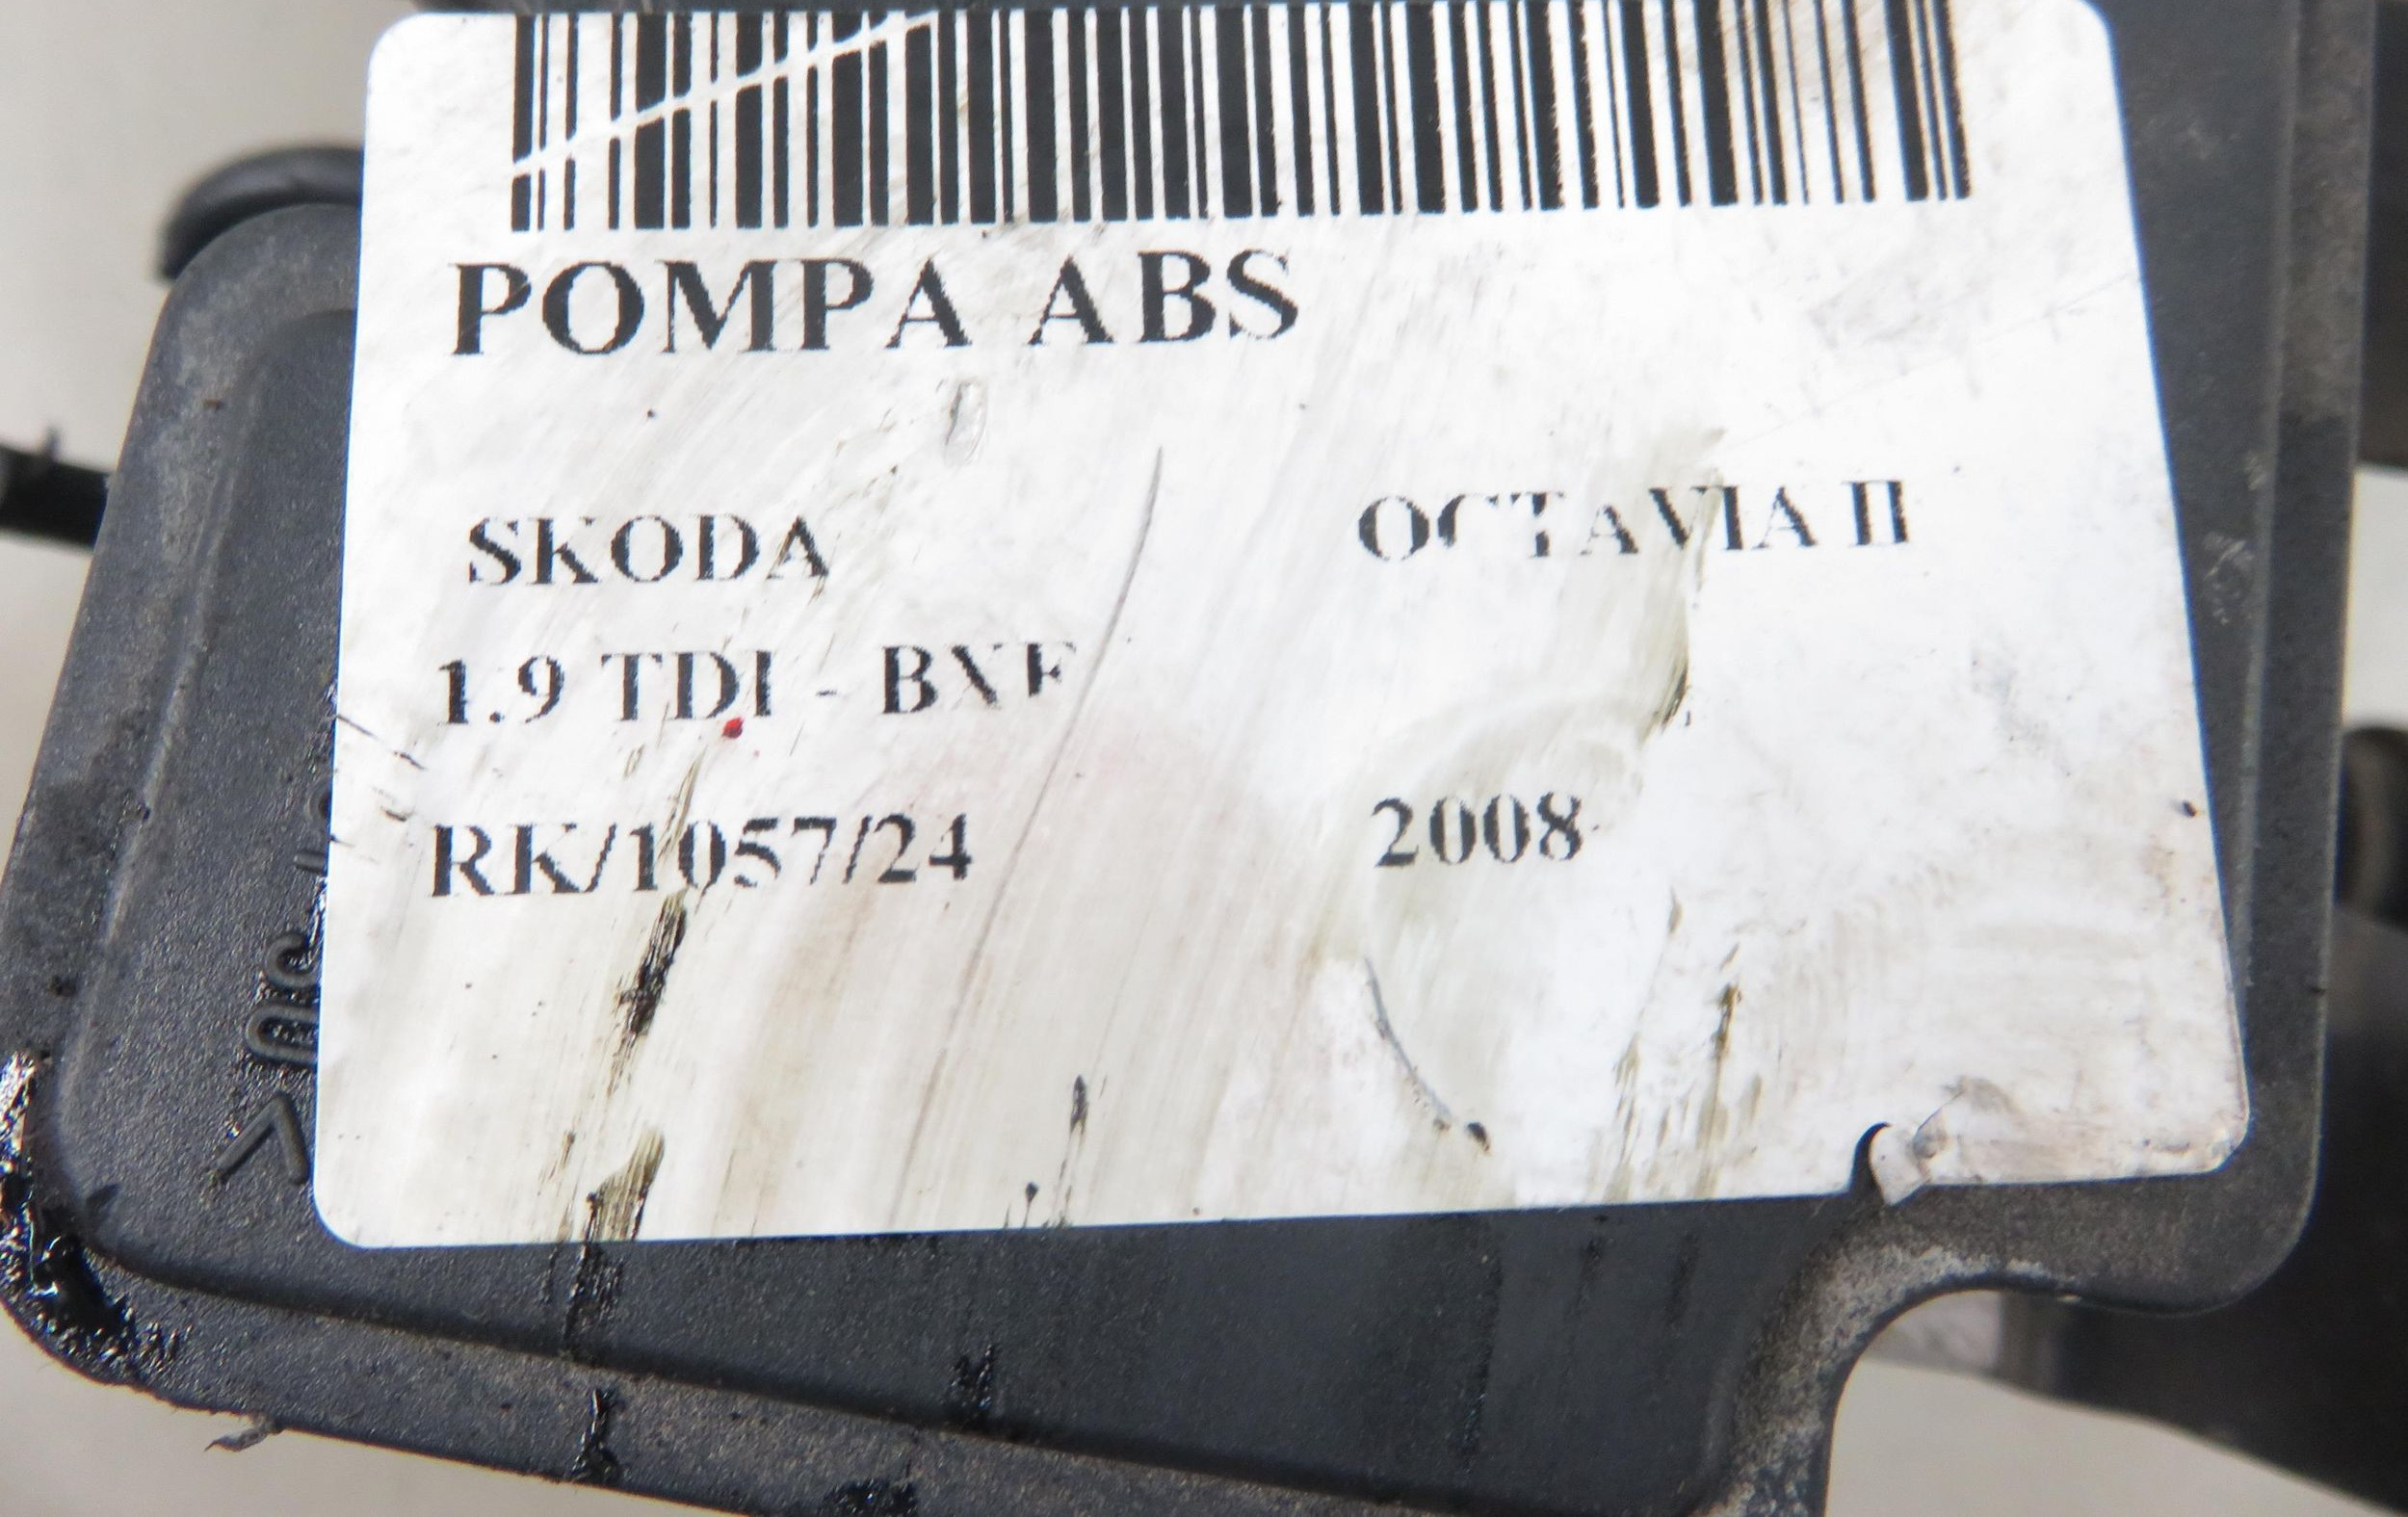 POMPA ABS
SKODA OCTAVIA II
1.9 TDI - BXE
RK/1057/24 2008